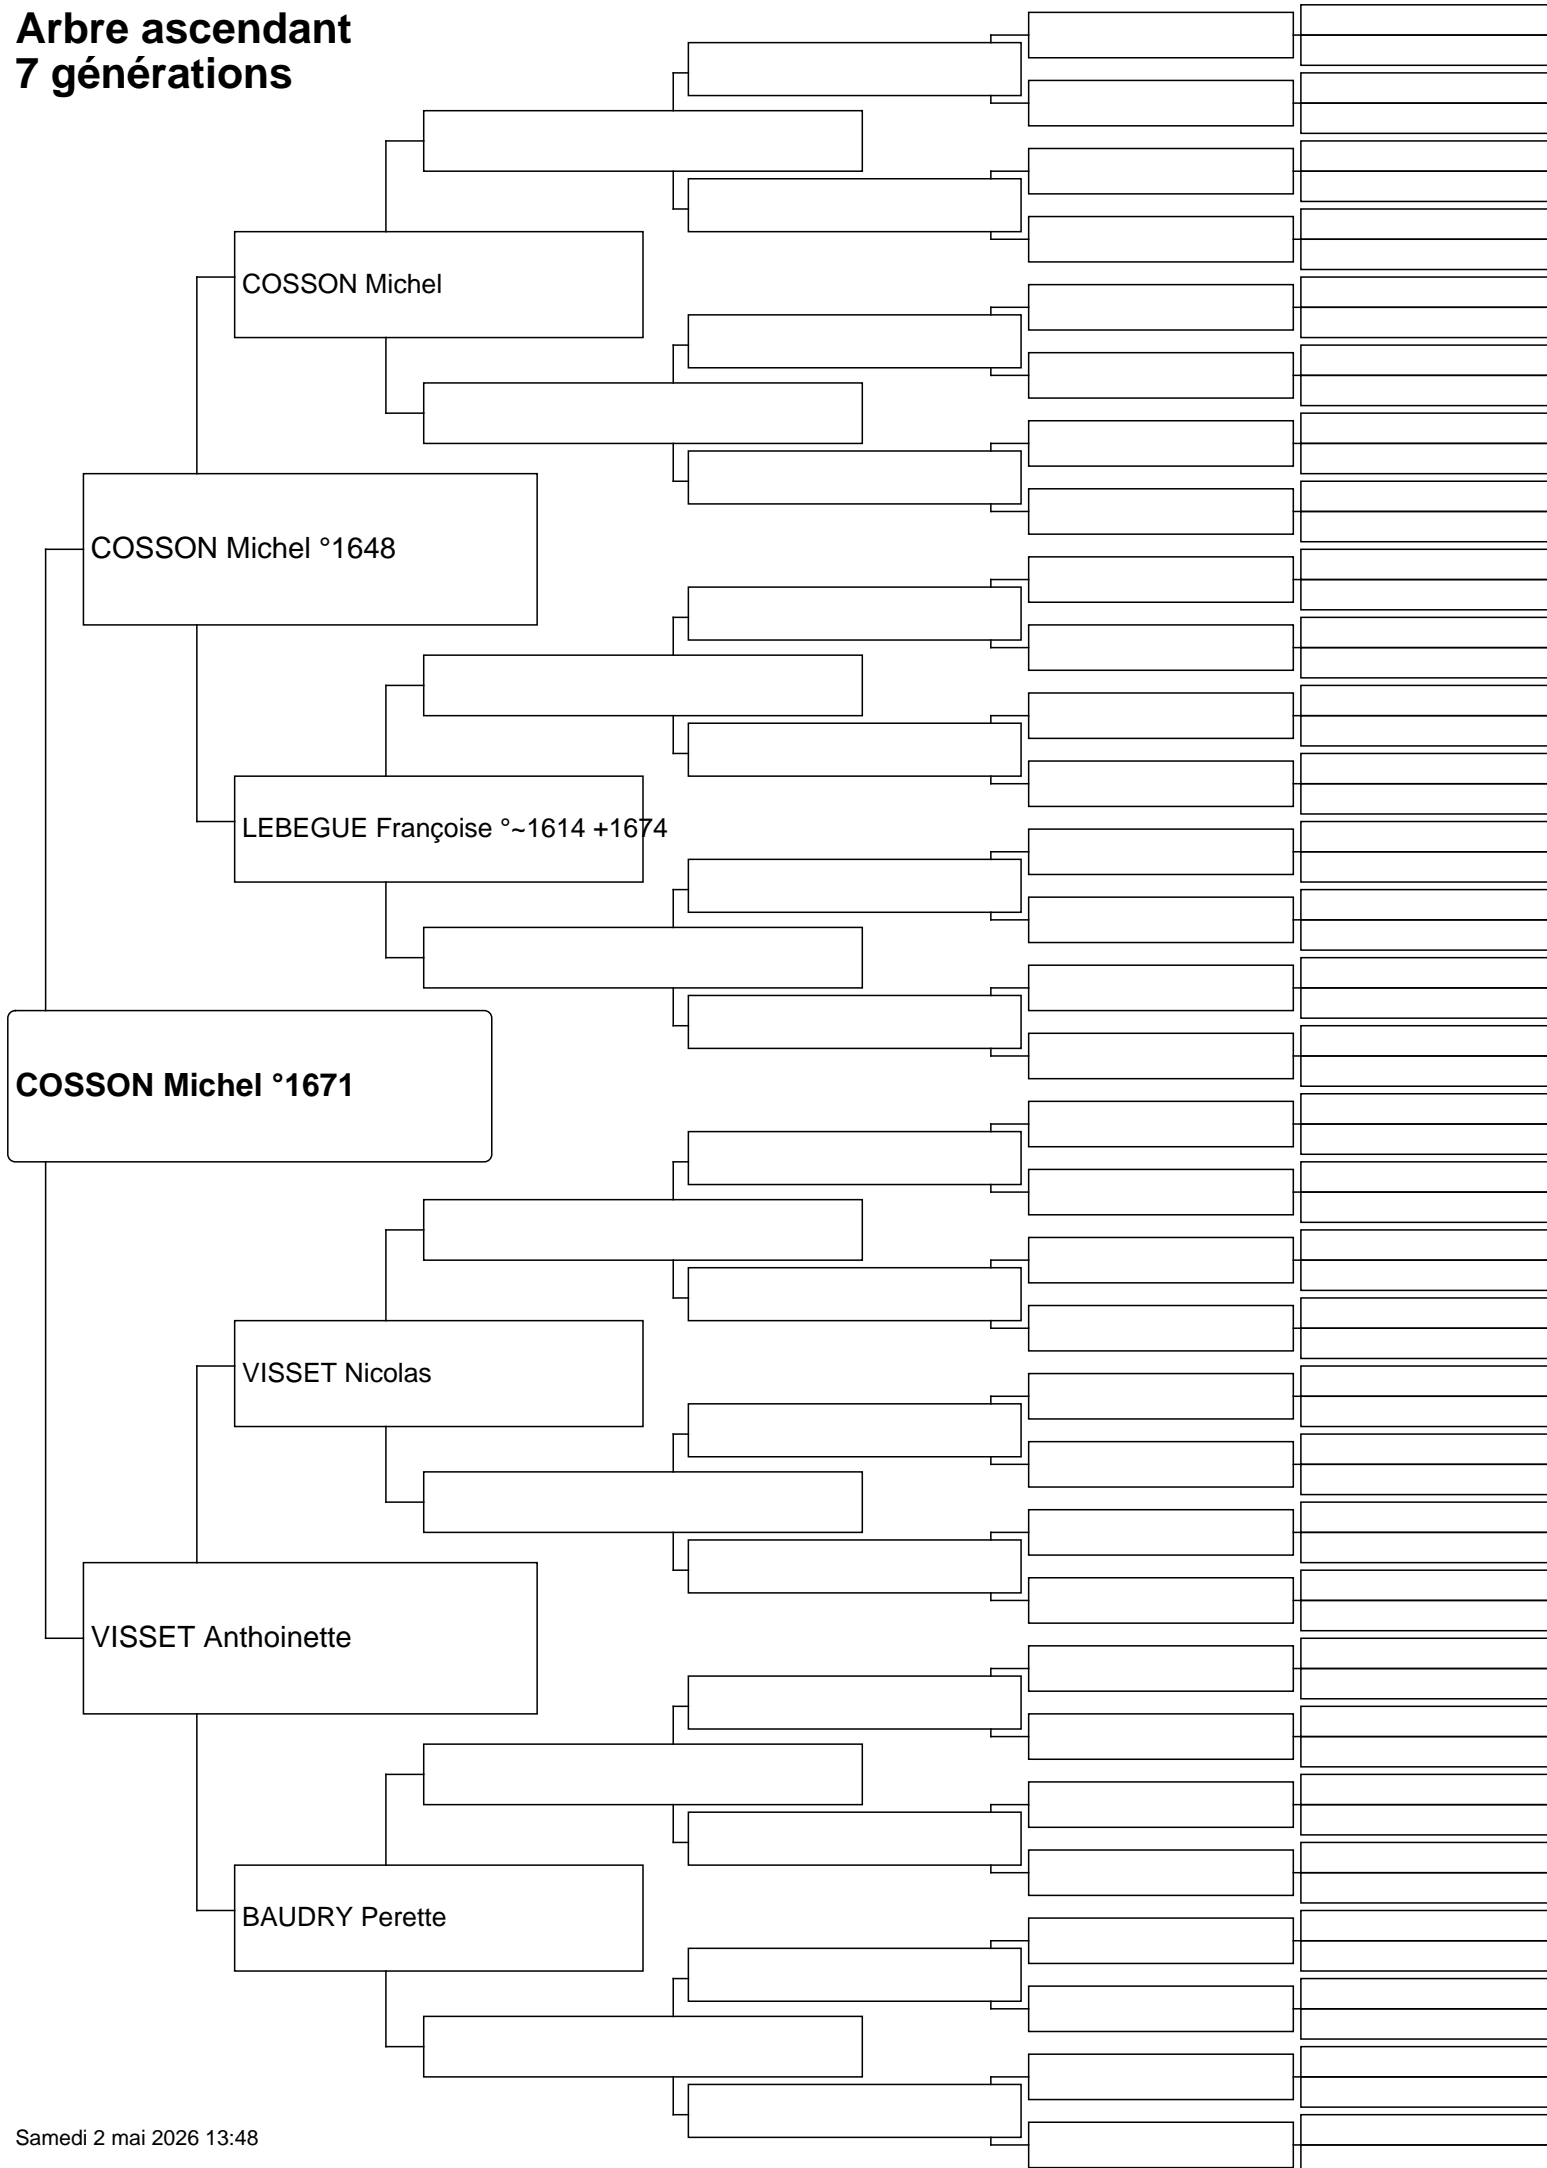 Arbre ascendant
7 générations
COSSON Michel
COSSON Michel °1648
LEBEGUE Françoise °~1614 +1674
COSSON Michel °1671
VISSET Nicolas
VISSET Anthoinette
BAUDRY Perette
Samedi 2 mai 2026 13:48